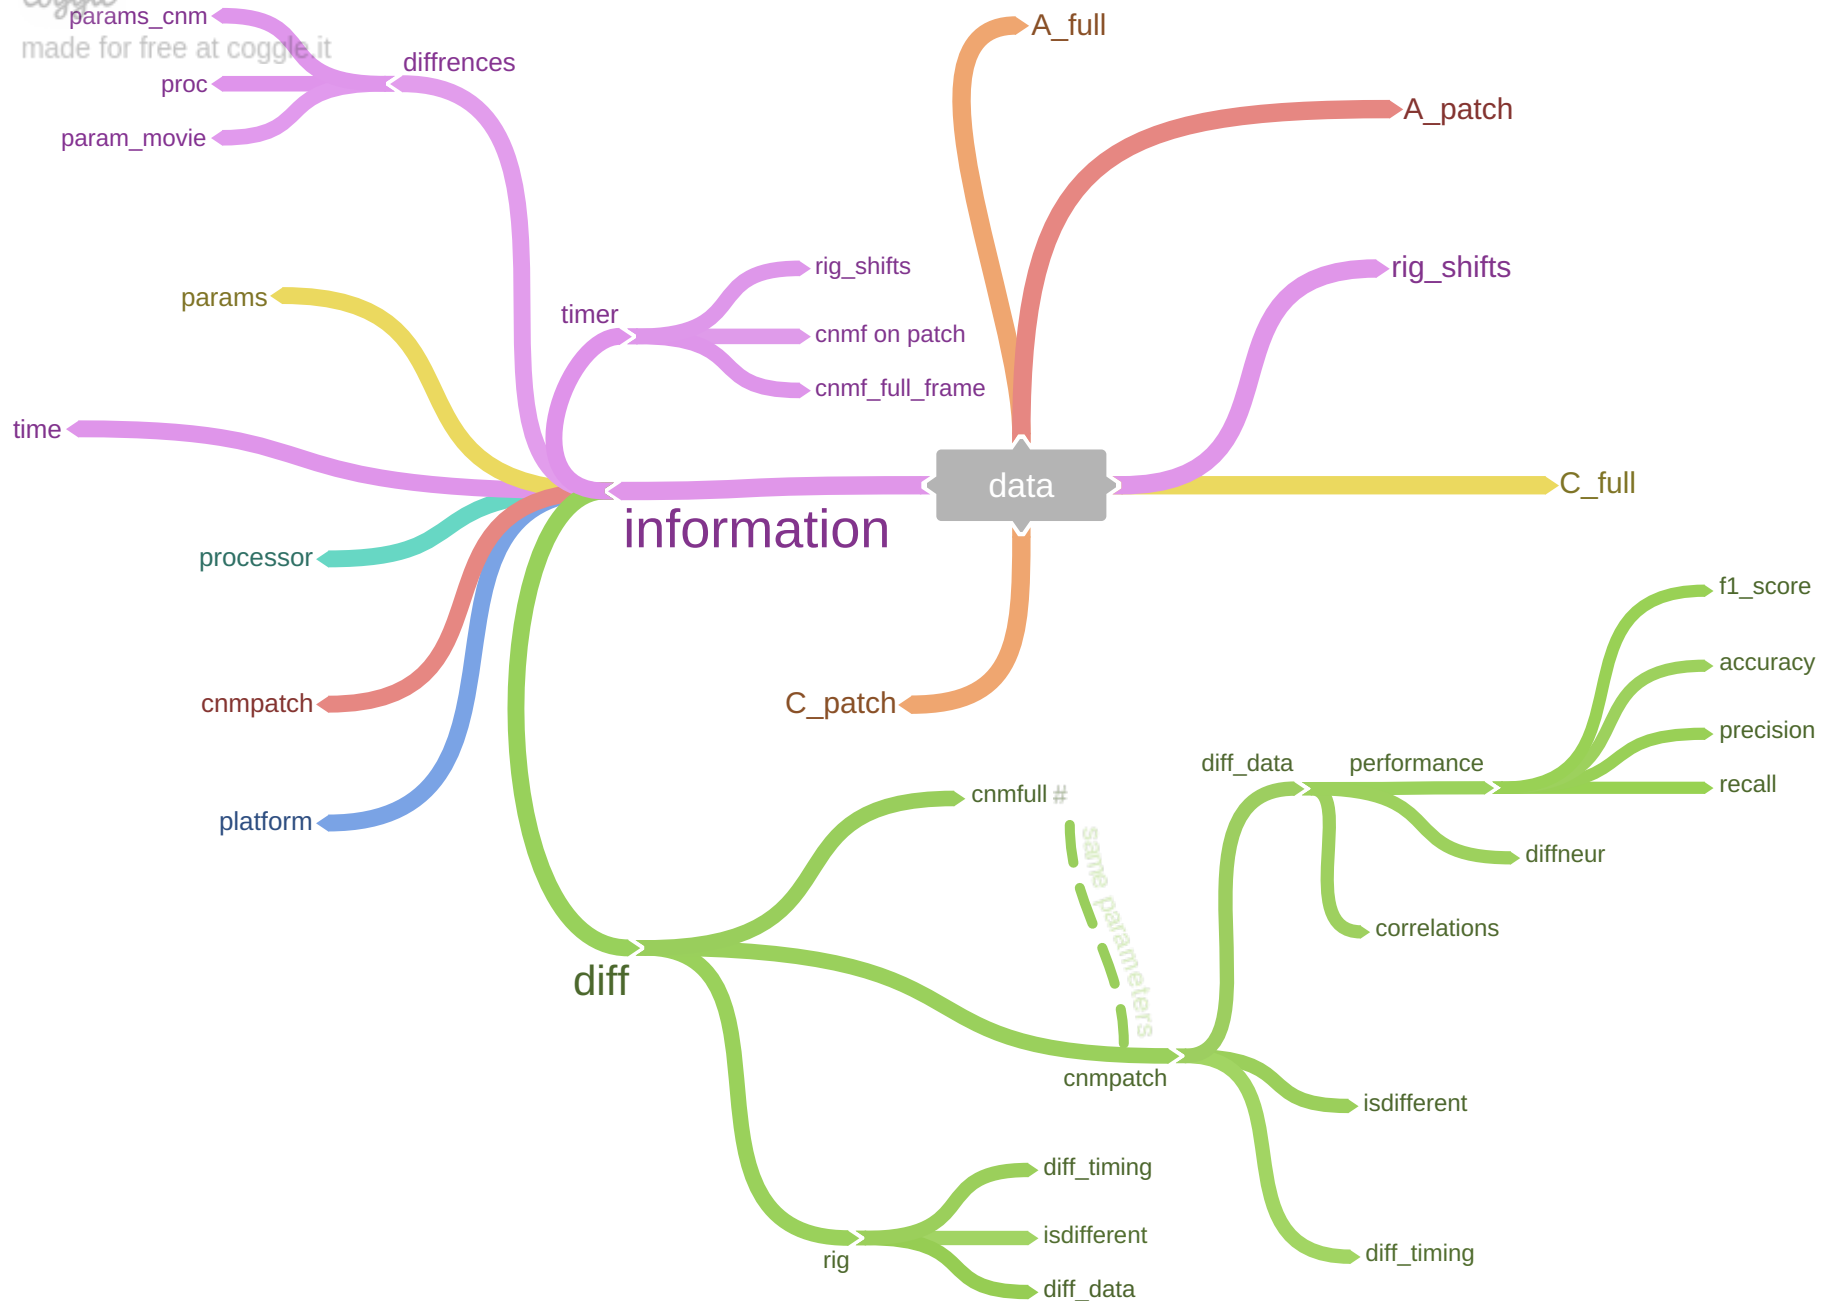 coggle
made for free at coggle.it
params_cnm
proc
param_movie
diffrences
params
time
processor
cnmpatch
platform
timer
rig_shifts
cnmf on patch
cnmf_full_frame
information
data
A_full
A_patch
rig_shifts
C_full
C_patch
diff
cnmfull #
same parameters
cnmpatch
diff_data
performance
f1_score
accuracy
precision
recall
diffneur
correlations
isdifferent
diff_timing
rig
diff_timing
isdifferent
diff_data